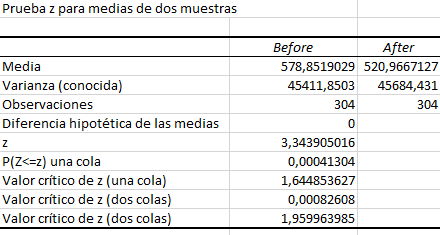 Prueba z para medias de dos muestras
Before After
Media 578,8519029 520,9667127
Varianza (conocida) 45411,8503 45684,431
Observaciones 304 304
Diferencia hipotética de las medias 0
z 3,343905016
P(Z<=z) una cola 0,00041304
Valor crítico de z (una cola) 1,644853627
Valor crítico de z (dos colas) 0,00082608
Valor crítico de z (dos colas) 1,959963985